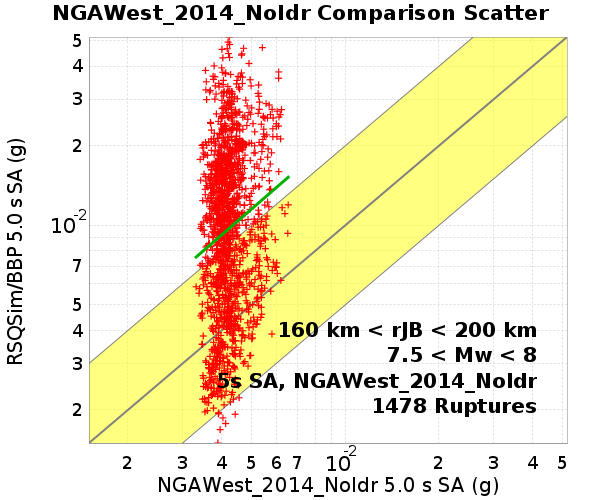 NGAWest_2014_NoIdr Comparison Scatter
5
4
3
2
10-2
7
5
4
3
2
RSQSim/BBP 5.0 s SA (g)
160 km < rJB < 200 km
7.5 < Mw < 8
5s SA, NGAWest_2014_NoIdr
1478 Ruptures
2 3 4 5 6 7 10-2 2 3 4 5
NGAWest_2014_NoIdr 5.0 s SA (g)